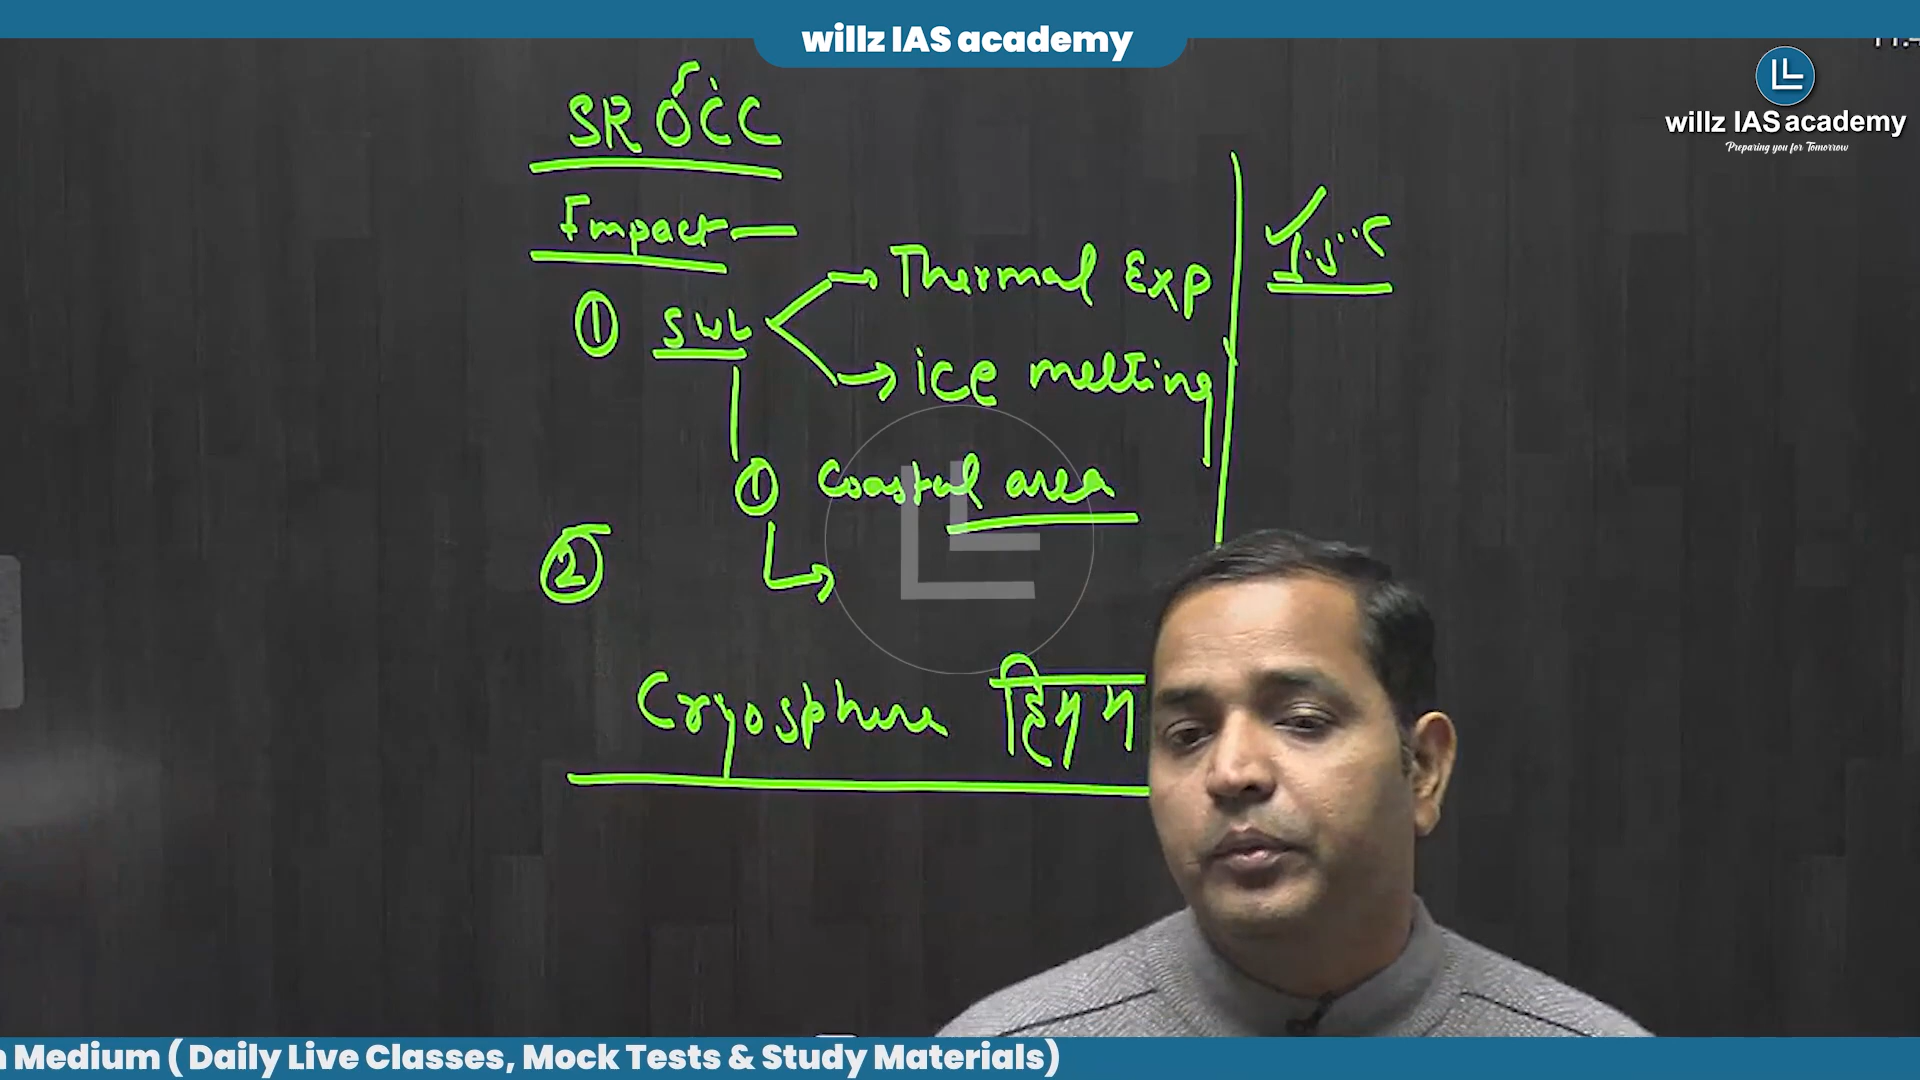 willz IAS academy
willz IAS academy
Preparing you for Tomorrow
SROCC
Impact
① SWL → Thermal Exp
→ ice melting
① Coastal area
②
Cryosphere हिम
Medium ( Daily Live Classes, Mock Tests & Study Materials)